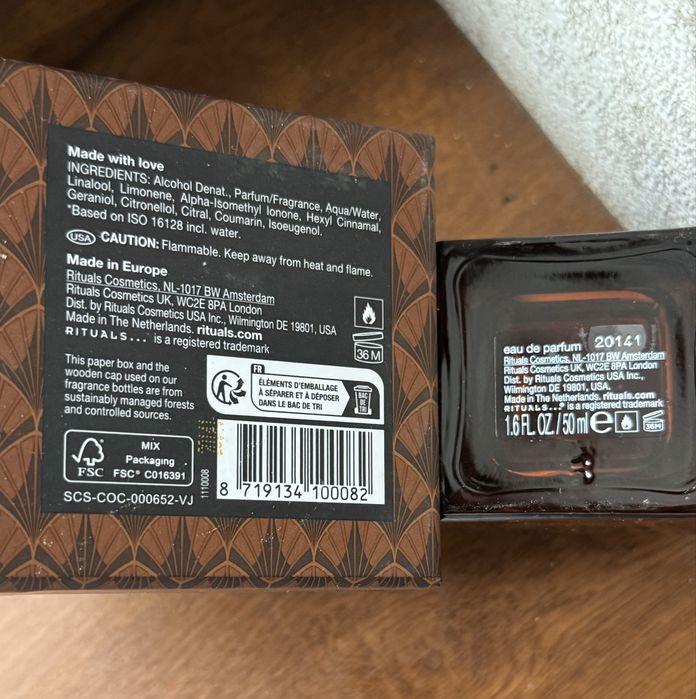 Made with love
INGREDIENTS: Alcohol Denat., Parfum/Fragrance, Aqua/Water,
Linalool, Limonene, Alpha-Isomethyl Ionone, Hexyl Cinnamal,
Geraniol, Citronellol, Citral, Coumarin, Isoeugenol.
*Based on ISO 16128 incl. water.
USA CAUTION: Flammable. Keep away from heat and flame.
Made in Europe
Rituals Cosmetics, NL-1017 BW Amsterdam
Rituals Cosmetics UK, WC2E 8PA London
Dist. by Rituals Cosmetics USA Inc., Wilmington DE 19801, USA
Made in The Netherlands. rituals.com
RITUALS... is a registered trademark
36 M
This paper box and the
wooden cap used on our
fragrance bottles are from
sustainably managed forests
and controlled sources.
FR
ÉLÉMENTS D'EMBALLAGE
À SÉPARER ET À DÉPOSER
DANS LE BAC DE TRI
BAC
DE
TRI
FSC
MIX
Packaging
FSC® C016391
SCS-COC-000652-VJ
1110008
8 719134 100082
eau de parfum 20141
Rituals Cosmetics, NL-1017 BW Amsterdam
Rituals Cosmetics UK, WC2E 8PA London
Dist. by Rituals Cosmetics USA Inc.,
Wilmington DE 19801, USA.
Made in The Netherlands. rituals.com
RITUALS...® is a registered trademark
1.6 FL. OZ. / 50 ml e
36M